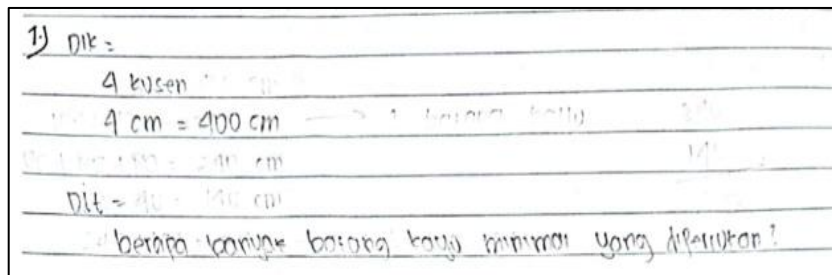 1.) Dik =
4 kusen
4 cm = 400 cm
Dit =
berapa banyak batang kayu minimal yang diperlukan?